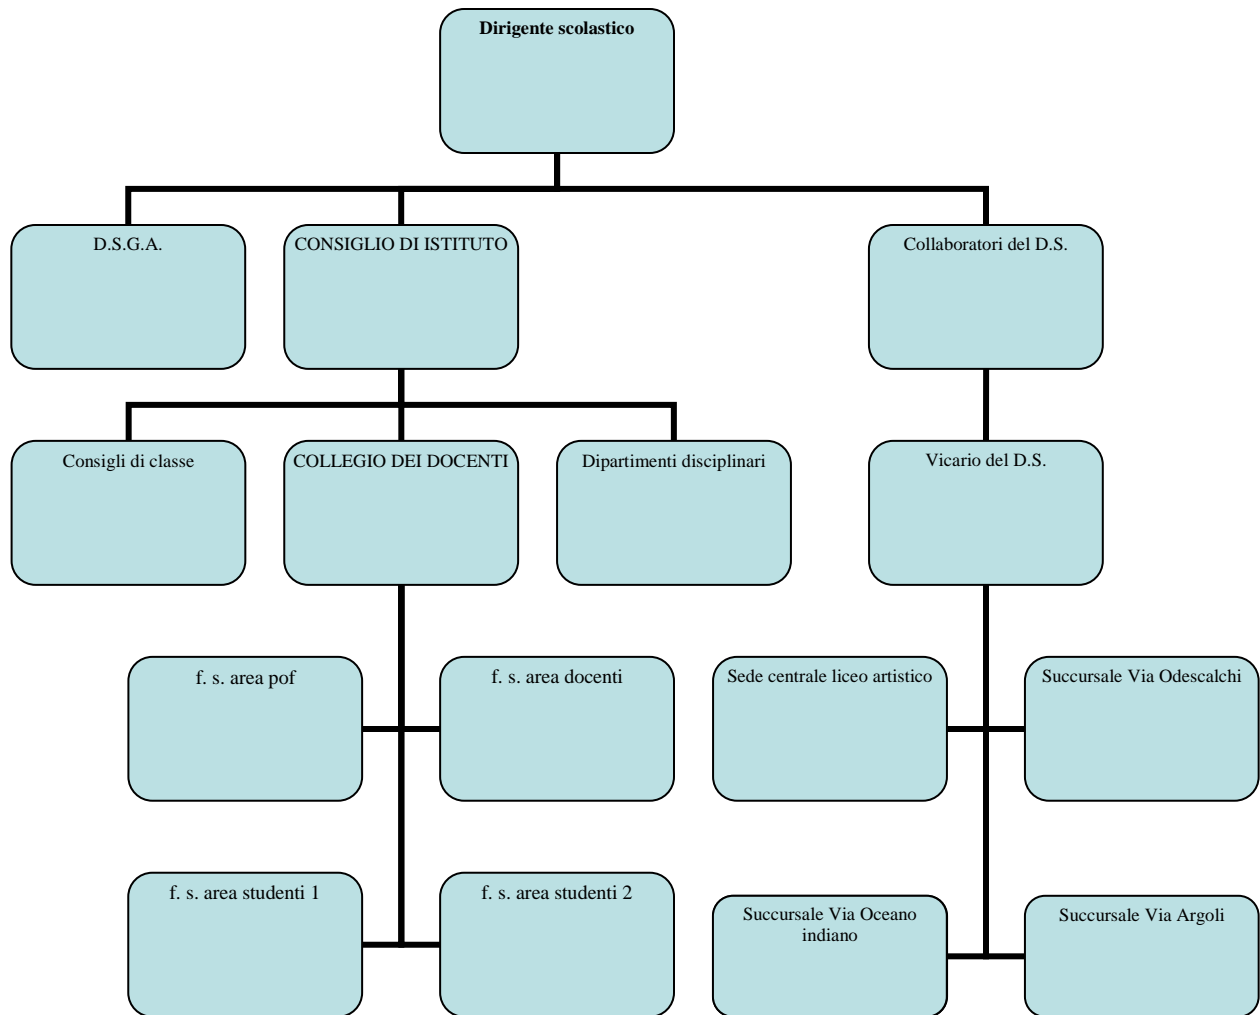 Dirigente scolastico
D.S.G.A.
CONSIGLIO DI ISTITUTO
Collaboratori del D.S.
Consigli di classe
COLLEGIO DEI DOCENTI
Dipartimenti disciplinari
Vicario del D.S.
f. s. area pof
f. s. area docenti
Sede centrale liceo artistico
Succursale Via Odescalchi
f. s. area studenti 1
f. s. area studenti 2
Succursale Via Oceano
indiano
Succursale Via Argoli